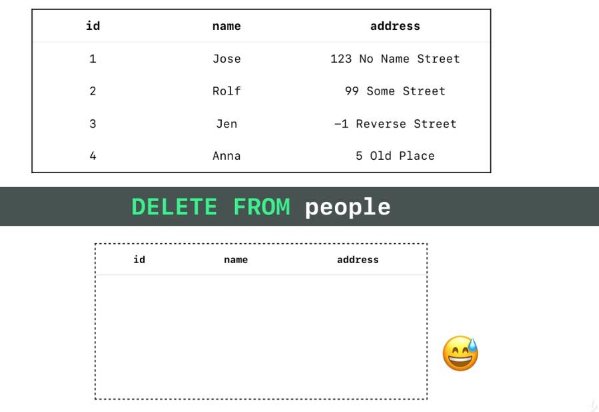 id name address
1 Jose 123 No Name Street
2 Rolf 99 Some Street
3 Jen −1 Reverse Street
4 Anna 5 Old Place
DELETE FROM people
id name address